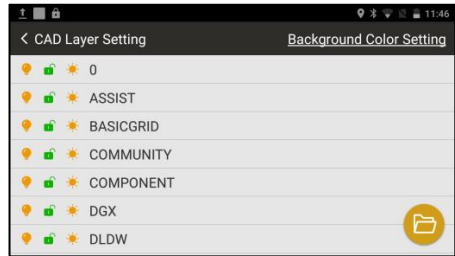 11:46
CAD Layer Setting
Background Color Setting
0
ASSIST
BASICGRID
COMMUNITY
COMPONENT
DGX
DLDW